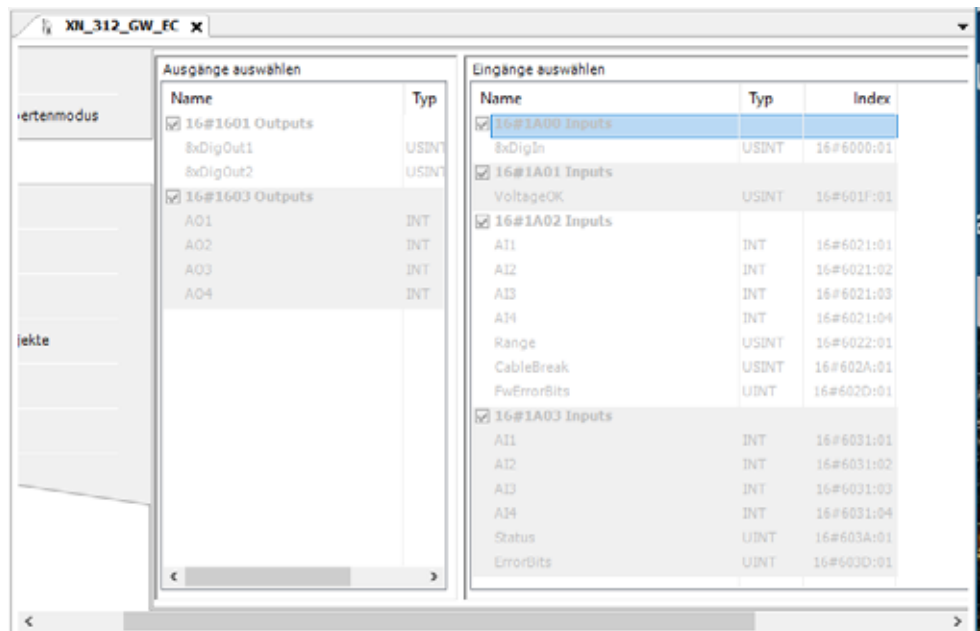 XN_312_GW_EC
ertenmodus
jekte
Ausgänge auswählen
Name Typ
16#1601 Outputs
8xDigOut1 USINT
8xDigOut2 USINT
16#1603 Outputs
AO1 INT
AO2 INT
AO3 INT
AO4 INT
Eingänge auswählen
Name Typ Index
16#1A00 Inputs
8xDigIn USINT 16#6000:01
16#1A01 Inputs
VoltageOK USINT 16#601F:01
16#1A02 Inputs
AI1 INT 16#6021:01
AI2 INT 16#6021:02
AI3 INT 16#6021:03
AI4 INT 16#6021:04
Range USINT 16#6022:01
CableBreak USINT 16#602A:01
FwErrorBits UINT 16#602D:01
16#1A03 Inputs
AI1 INT 16#6031:01
AI2 INT 16#6031:02
AI3 INT 16#6031:03
AI4 INT 16#6031:04
Status UINT 16#603A:01
ErrorBits UINT 16#603D:01